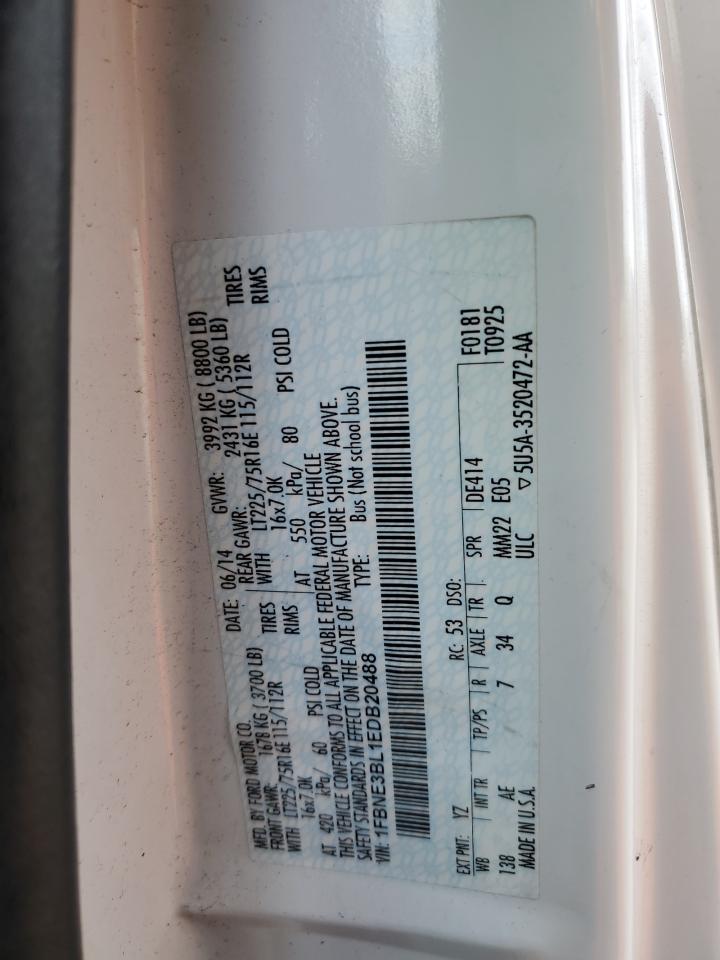 MFD. BY FORD MOTOR CO. DATE: 06/14 GVWR: 3992 KG ( 8800 LB)
FRONT GAWR: 1678 KG ( 3700 LB) REAR GAWR: 2431 KG ( 5360 LB)
WITH LT225/75R16E 115/112R TIRES WITH LT225/75R16E 115/112R TIRES
16x7.0K RIMS 16x7.0K RIMS
AT 420 kPa/ 60 PSI COLD AT 550 kPa/ 80 PSI COLD
THIS VEHICLE CONFORMS TO ALL APPLICABLE FEDERAL MOTOR VEHICLE
SAFETY STANDARDS IN EFFECT ON THE DATE OF MANUFACTURE SHOWN ABOVE.
VIN: 1FBNE3BL1EDB20488 TYPE: Bus (Not school bus)
EXT PNT: YZ RC: 53 DSO: F0181
WB INT TR TP/PS R AXLE TR SPR DE414 T0925
138 AE 7 34 Q MM22 E05
MADE IN U.S.A. ULC ▽5U5A-3520472-AA